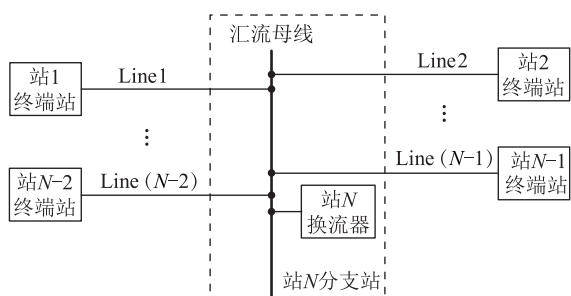 汇流母线
站1
终端站
Line1
Line2
站2
终端站
⋮
⋮
站N−2
终端站
Line (N−2)
Line (N−1)
站N−1
终端站
站N
换流器
站N分支站